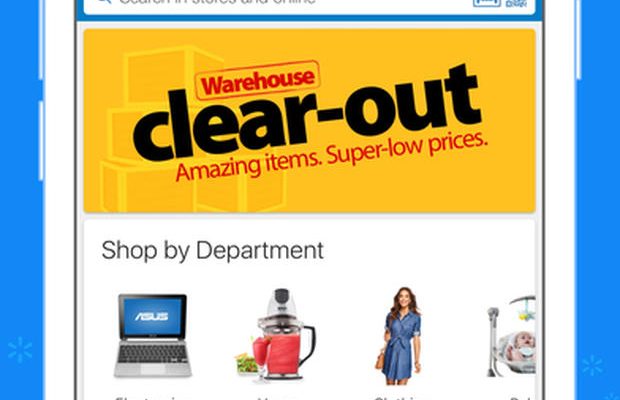 Search in stores and online
Warehouse
clear-out
Amazing items. Super-low prices.
Shop by Department
ASUS